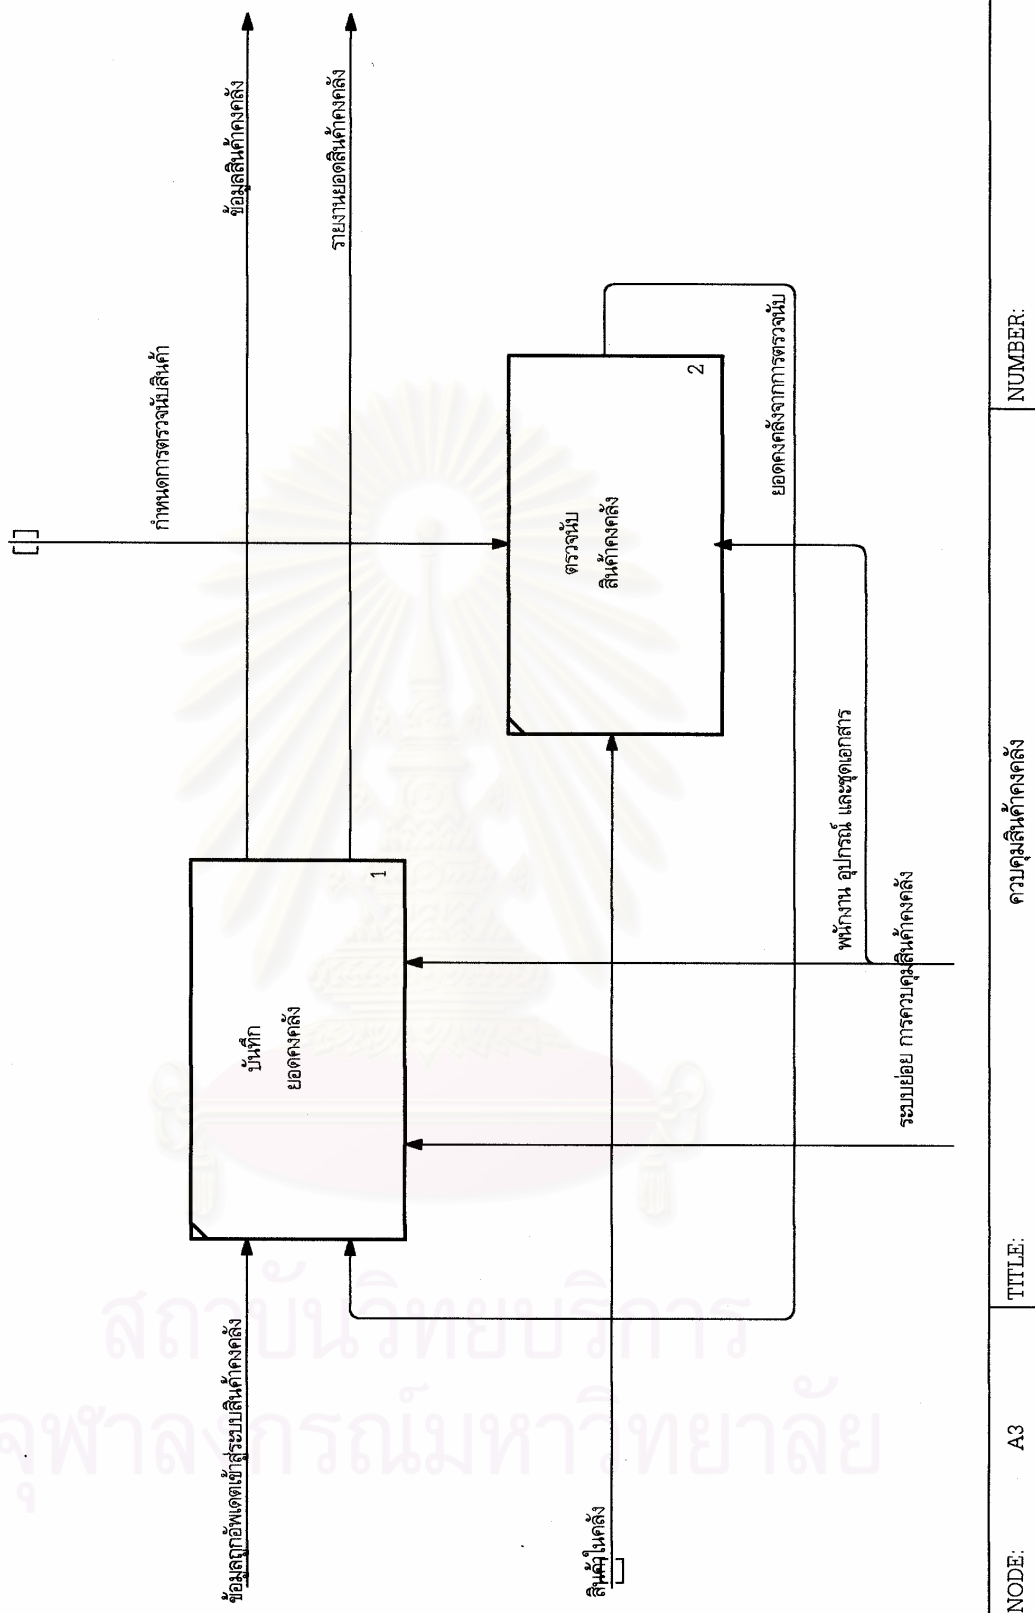 กำหนดการตรวจนับสินค้า
ข้อมูลถูกอัพเดตเข้าสู่ระบบสินค้าคงคลัง
ข้อมูลสินค้าคงคลัง
บันทึก
ยอดคงคลัง
1
รายงานยอดสินค้าคงคลัง
ตรวจนับ
สินค้าคงคลัง
2
สินค้าในคลัง
ยอดคงคลังจากการตรวจนับ
พนักงาน อุปกรณ์ และชุดเอกสาร
ระบบย่อย การควบคุมสินค้าคงคลัง
NODE:
A3
TITLE:
ควบคุมสินค้าคงคลัง
NUMBER:
สถาบันวิทยบริการ
จุฬาลงกรณ์มหาวิทยาลัย